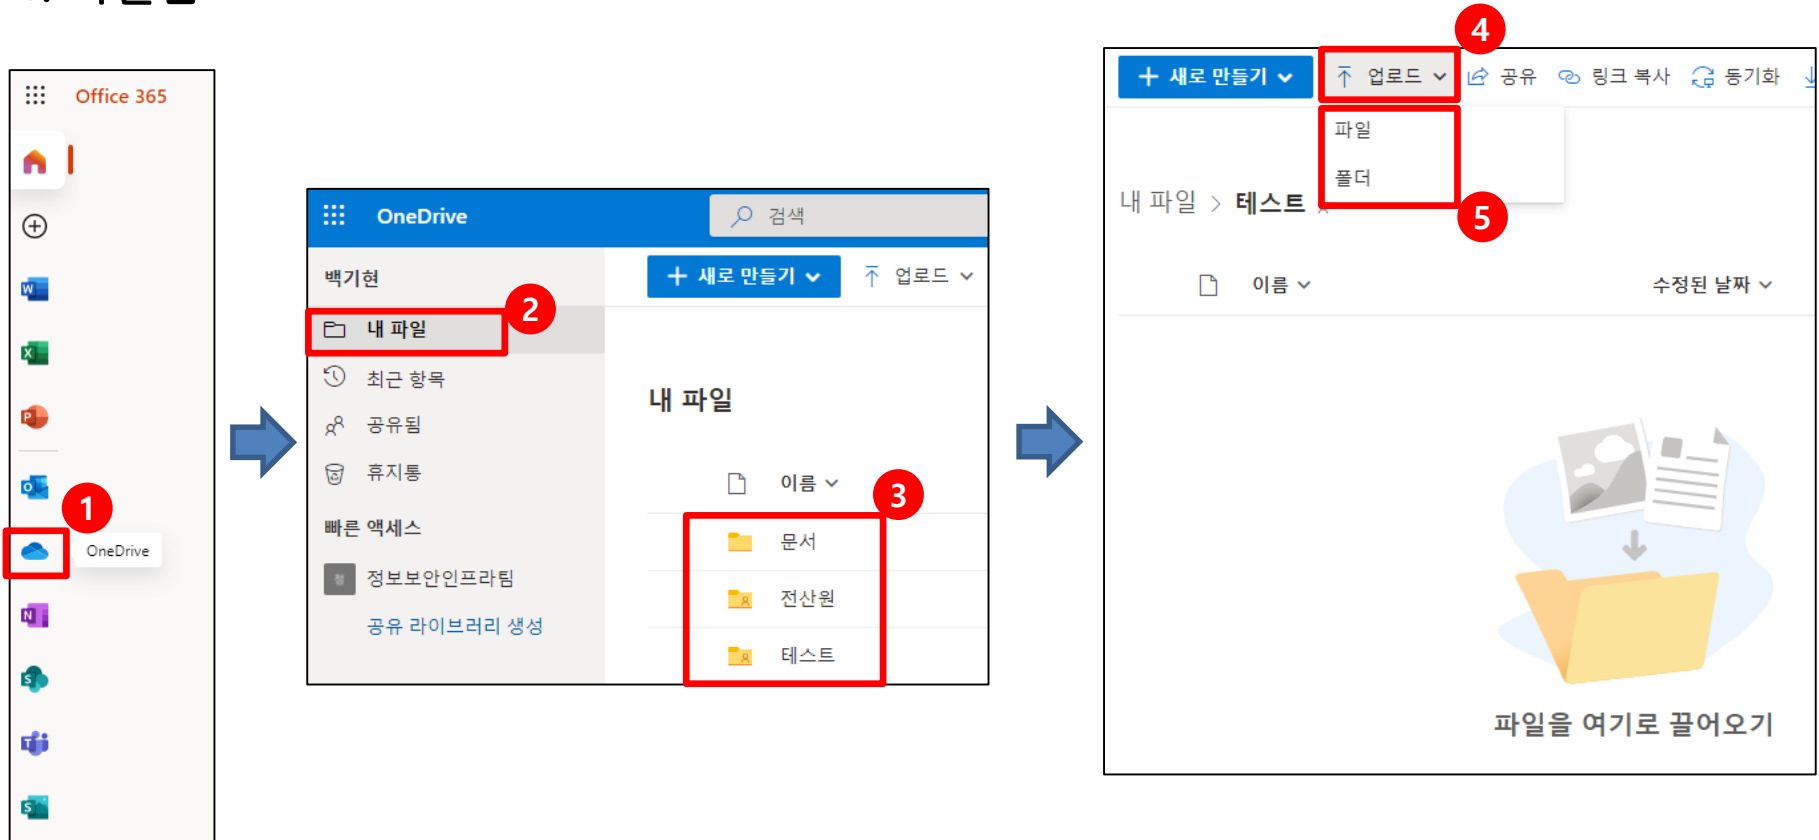 Office 365
1
OneDrive
OneDrive
검색
백기현
새로 만들기
업로드
2
내 파일
최근 항목
공유됨
휴지통
빠른 액세스
정보보안인프라팀
공유 라이브러리 생성
내 파일
이름
3
문서
전산원
테스트
4
새로 만들기
업로드
공유
링크 복사
동기화
파일
폴더
5
내 파일 > 테스트
이름
수정된 날짜
파일을 여기로 끌어오기